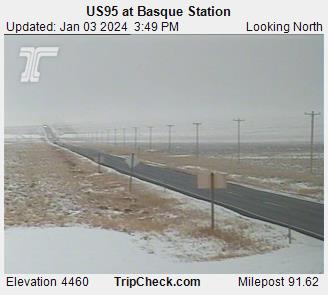 US95 at Basque Station
Updated: Jan 03 2024 3:49 PM Looking North
Elevation 4460 TripCheck.com Milepost 91.62